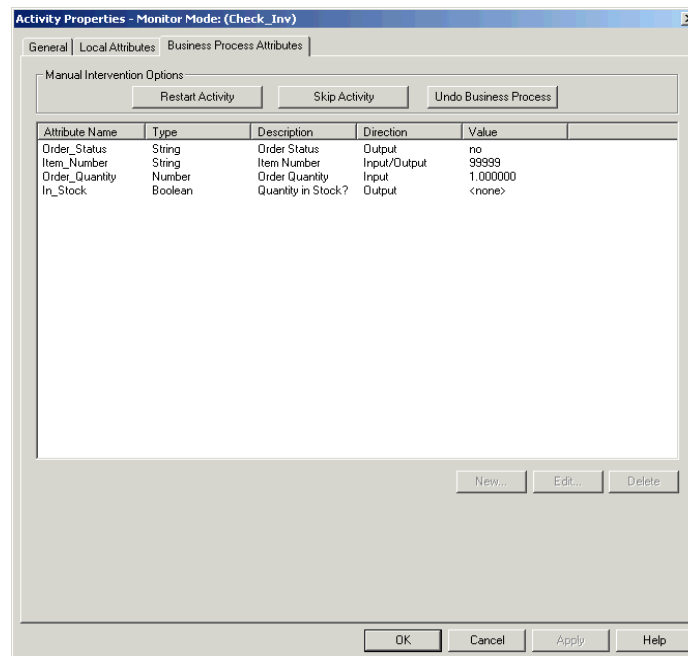 Activity Properties - Monitor Mode: (Check_Inv)
General Local Attributes Business Process Attributes
Manual Intervention Options
Restart Activity Skip Activity Undo Business Process
Attribute Name Type Description Direction Value
Order_Status String Order Status Output no
Item_Number String Item Number Input/Output 99999
Order_Quantity Number Order Quantity Input 1.000000
In_Stock Boolean Quantity in Stock? Output <none>
New... Edit... Delete
OK Cancel Apply Help